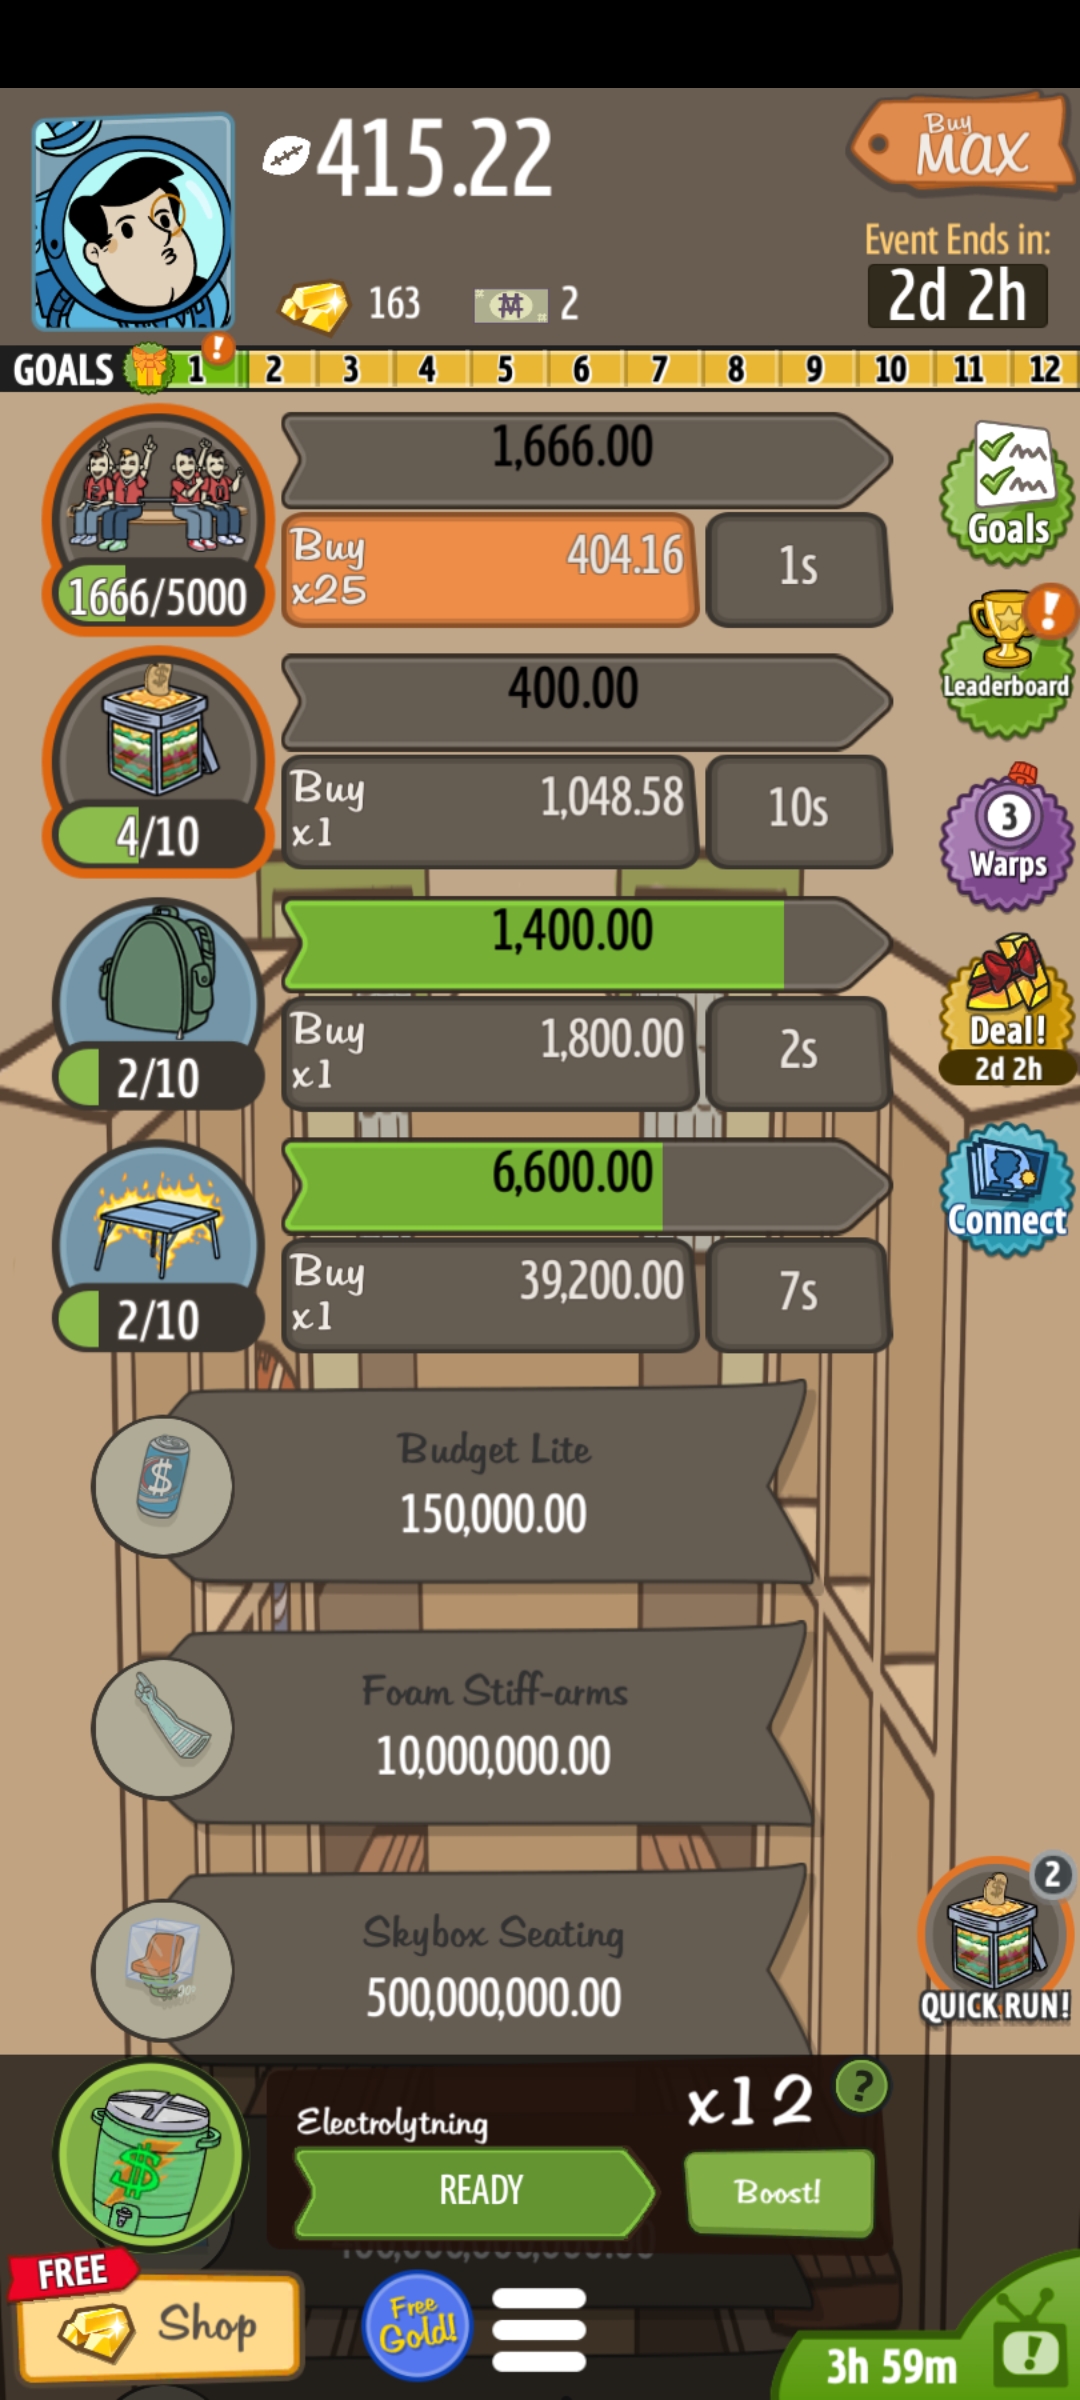 415.22
Buy
MAX
Event Ends in:
163
2
2d 2h
GOALS 1 ! 2 3 4 5 6 7 8 9 10 11 12
1,666.00
Buy
x25
404.16
1s
1666/5000
Goals
400.00
Buy
x1
1,048.58
10s
4/10
!
Leaderboard
3
Warps
1,400.00
Buy
x1
1,800.00
2s
2/10
Deal!
2d 2h
6,600.00
Buy
x1
39,200.00
7s
2/10
Connect
Budget Lite
150,000.00
Foam Stiff-arms
10,000,000.00
Skybox Seating
500,000,000.00
2
QUICK RUN!
Electrolytning
x12
?
READY
Boost!
FREE
Shop
Free
Gold!
3h 59m
!